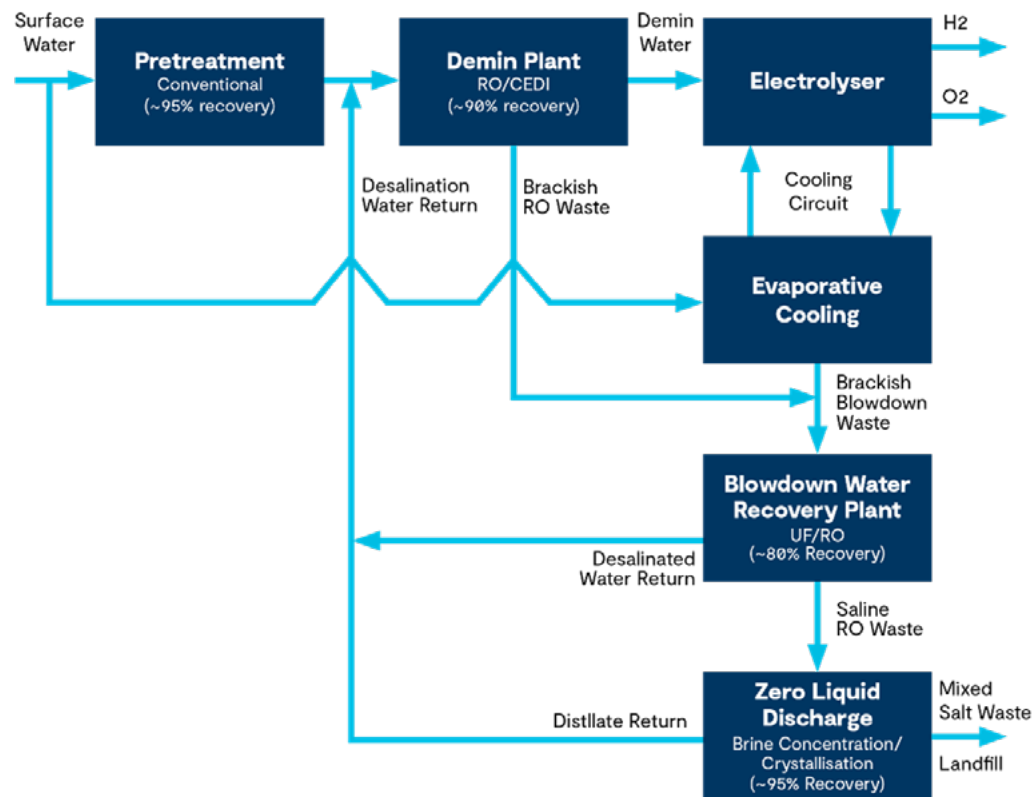 Surface
Water
Pretreatment
Conventional
(~95% recovery)
Demin Plant
RO/CEDI
(~90% recovery)
Demin
Water
Electrolyser
H2
O2
Desalination
Water Return
Brackish
RO Waste
Cooling
Circuit
Evaporative
Cooling
Brackish
Blowdown
Waste
Blowdown Water
Recovery Plant
UF/RO
(~80% Recovery)
Desalinated
Water Return
Saline
RO Waste
Zero Liquid
Discharge
Brine Concentration/
Crystallisation
(~95% Recovery)
Distllate Return
Mixed
Salt Waste
Landfill